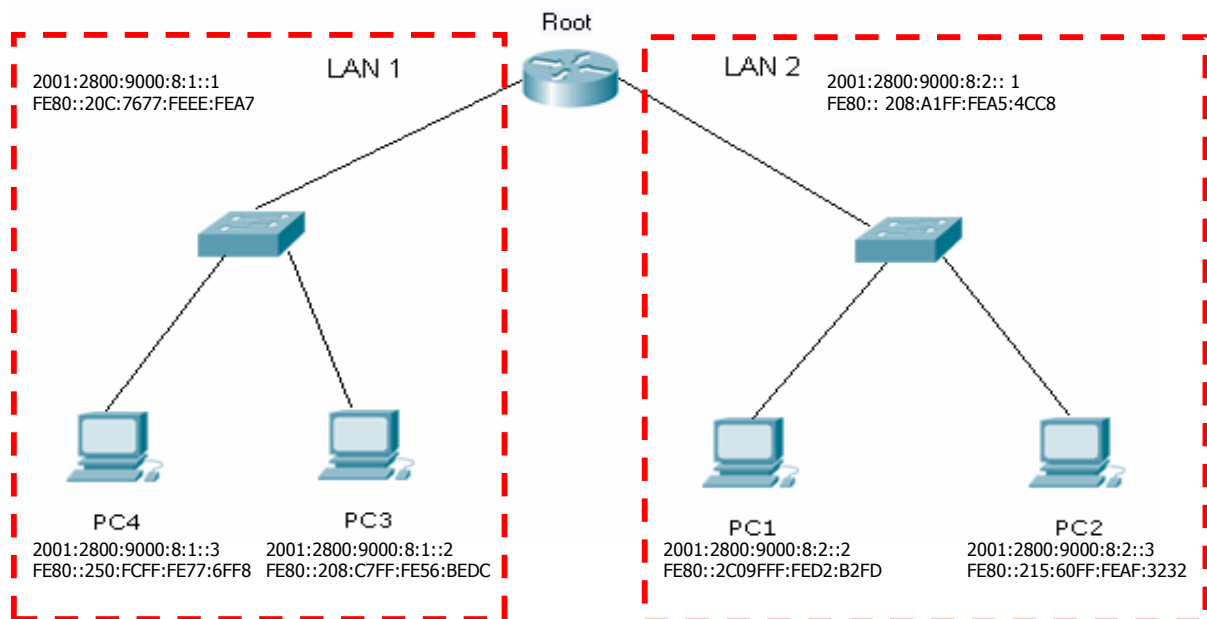 Root
LAN 1
2001:2800:9000:8:1::1
FE80::20C:7677:FEEE:FEA7
LAN 2
2001:2800:9000:8:2:: 1
FE80:: 208:A1FF:FEA5:4CC8
PC4
2001:2800:9000:8:1::3
FE80::250:FCFF:FE77:6FF8
PC3
2001:2800:9000:8:1::2
FE80::208:C7FF:FE56:BEDC
PC1
2001:2800:9000:8:2::2
FE80::2C09FFF:FED2:B2FD
PC2
2001:2800:9000:8:2::3
FE80::215:60FF:FEAF:3232